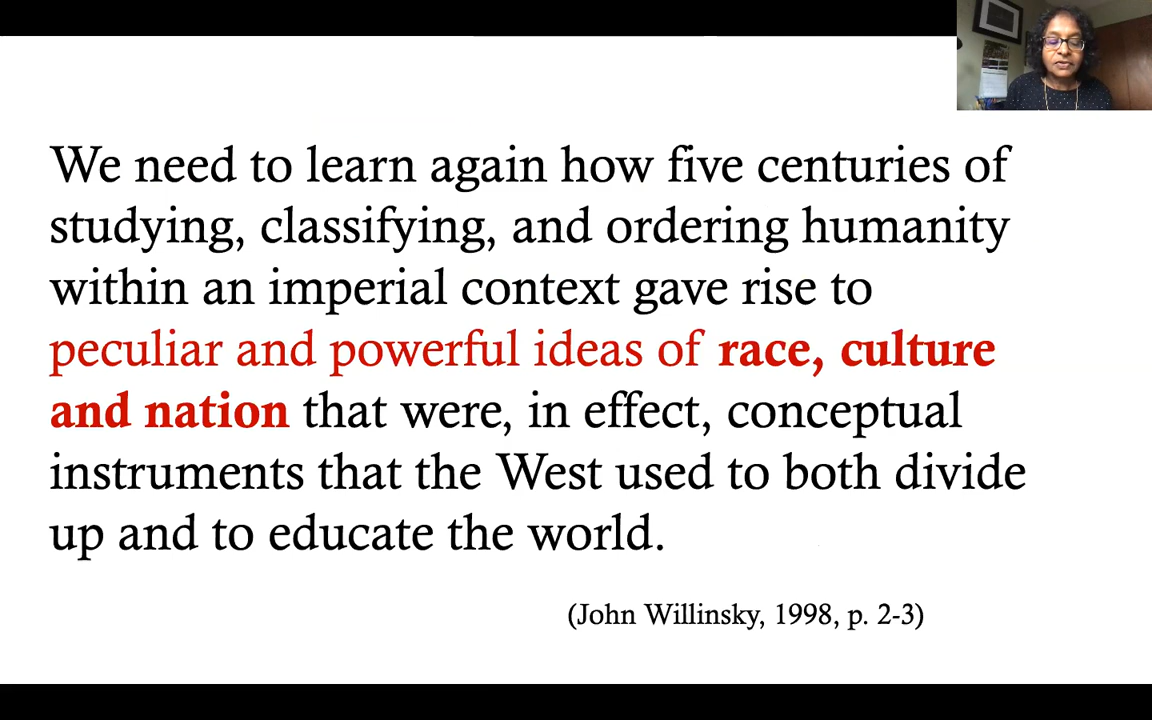 We need to learn again how five centuries of
studying, classifying, and ordering humanity
within an imperial context gave rise to
peculiar and powerful ideas of race, culture
and nation that were, in effect, conceptual
instruments that the West used to both divide
up and to educate the world.
(John Willinsky, 1998, p. 2-3)